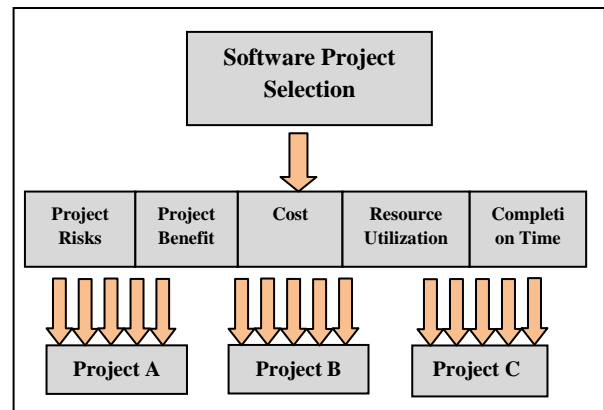 Software Project
Selection
Project
Risks
Project
Benefit
Cost
Resource
Utilization
Completi
on Time
Project A
Project B
Project C